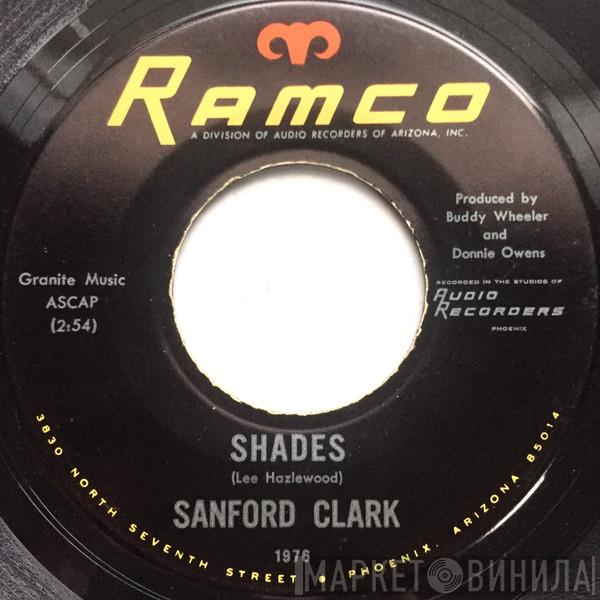 RAMCO
A DIVISION OF AUDIO RECORDERS OF ARIZONA, INC.
Produced by
Buddy Wheeler
and
Donnie Owens
Granite Music
ASCAP
(2:54)
RECORDED IN THE STUDIOS OF
AUDIO
RECORDERS
PHOENIX
SHADES
(Lee Hazlewood)
SANFORD CLARK
1976
3830 NORTH SEVENTH STREET • PHOENIX, ARIZONA 85014
МАРКЕТ ВИНИЛА